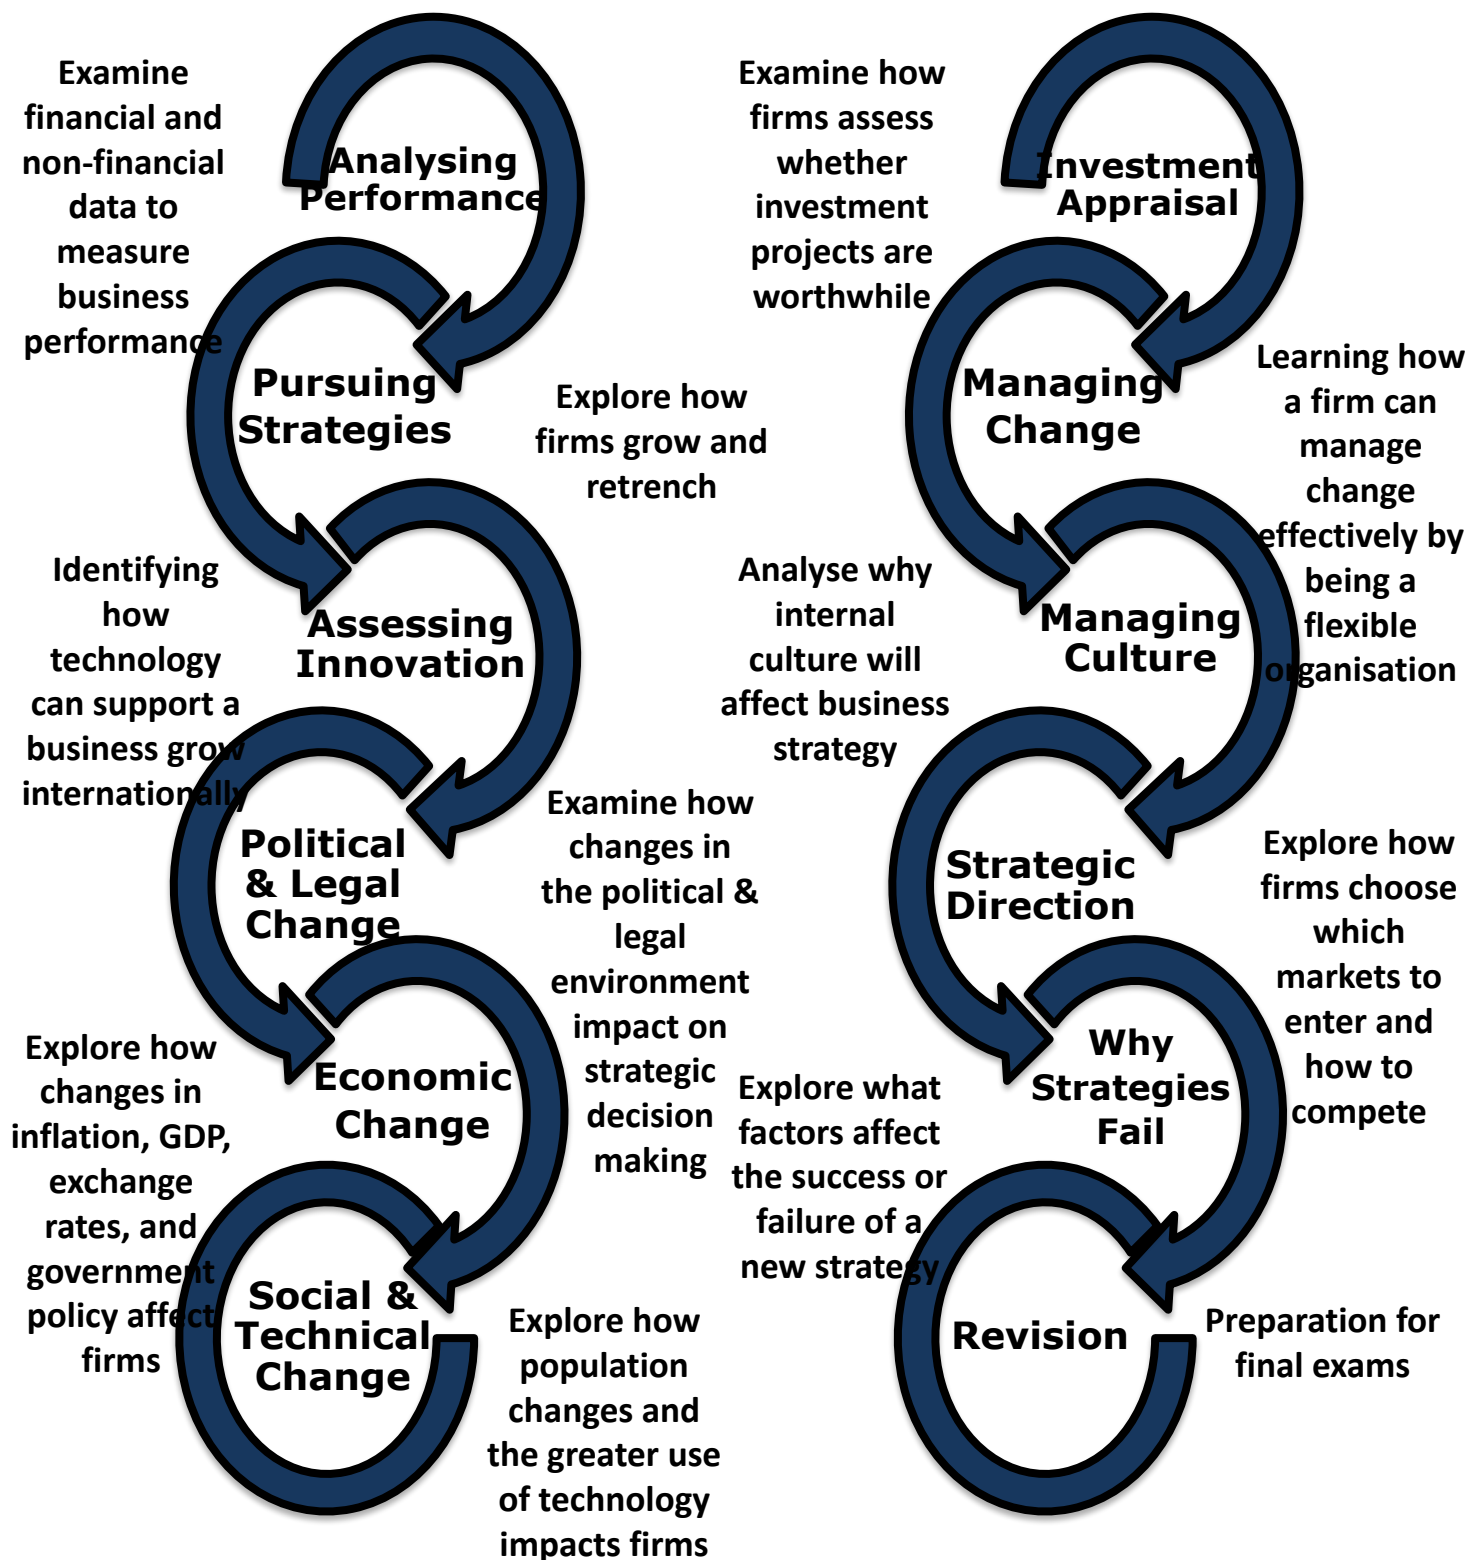 Examine
financial and
non-financial
data to
measure
business
performance
Analysing
Performance
Pursuing
Strategies
Explore how
firms grow and
retrench
Identifying
how
technology
can support a
business grow
internationally
Assessing
Innovation
Political
& Legal
Change
Examine how
changes in
the political &
legal
environment
impact on
strategic
decision
making
Explore how
changes in
inflation, GDP,
exchange
rates, and
government
policy affect
firms
Economic
Change
Social &
Technical
Change
Explore how
population
changes and
the greater use
of technology
impacts firms
Examine how
firms assess
whether
investment
projects are
worthwhile
Investment
Appraisal
Managing
Change
Learning how
a firm can
manage
change
effectively by
being a
flexible
organisation
Analyse why
internal
culture will
affect business
strategy
Managing
Culture
Strategic
Direction
Explore how
firms choose
which
markets to
enter and
how to
compete
Explore what
factors affect
the success or
failure of a
new strategy
Why
Strategies
Fail
Revision
Preparation for
final exams